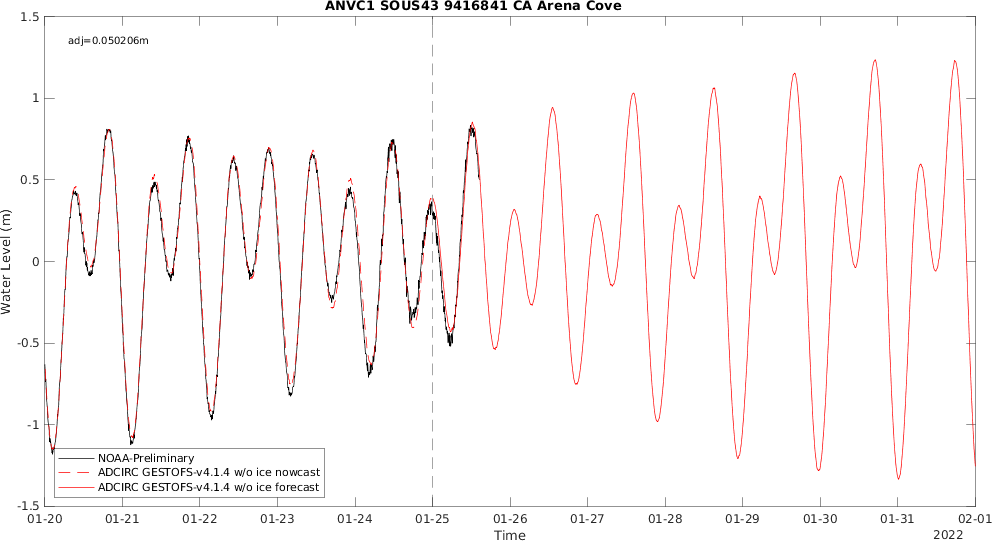 ANVC1 SOUS43 9416841 CA Arena Cove
adj=0.050206m
Water Level (m)
1.5
1
0.5
0
-0.5
-1
-1.5
NOAA-Preliminary
ADCIRC GESTOFS-v4.1.4 w/o ice nowcast
ADCIRC GESTOFS-v4.1.4 w/o ice forecast
01-20 01-21 01-22 01-23 01-24 01-25 01-26 01-27 01-28 01-29 01-30 01-31 02-01
Time
2022